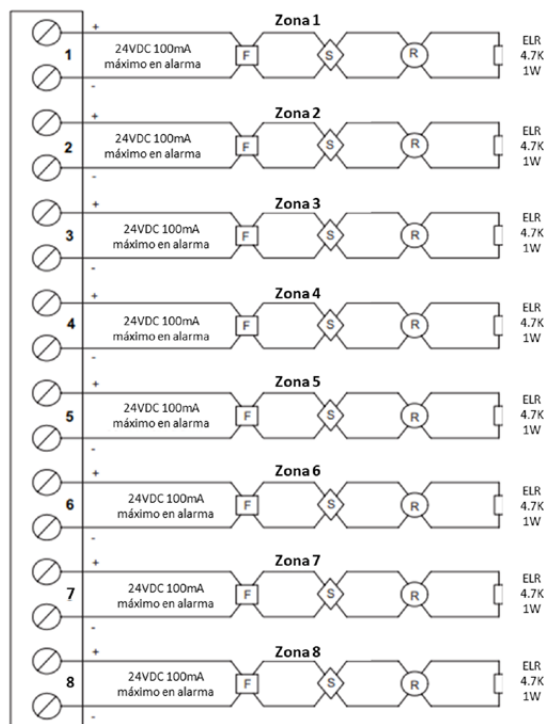 Zona 1
+
1
24VDC 100mA
máximo en alarma
-
F
S
R
ELR
4.7K
1W
Zona 2
+
2
24VDC 100mA
máximo en alarma
-
F
S
R
ELR
4.7K
1W
Zona 3
+
3
24VDC 100mA
máximo en alarma
-
F
S
R
ELR
4.7K
1W
Zona 4
+
4
24VDC 100mA
máximo en alarma
-
F
S
R
ELR
4.7K
1W
Zona 5
+
5
24VDC 100mA
máximo en alarma
-
F
S
R
ELR
4.7K
1W
Zona 6
+
6
24VDC 100mA
máximo en alarma
-
F
S
R
ELR
4.7K
1W
Zona 7
+
7
24VDC 100mA
máximo en alarma
-
F
S
R
ELR
4.7K
1W
Zona 8
+
8
24VDC 100mA
máximo en alarma
-
F
S
R
ELR
4.7K
1W